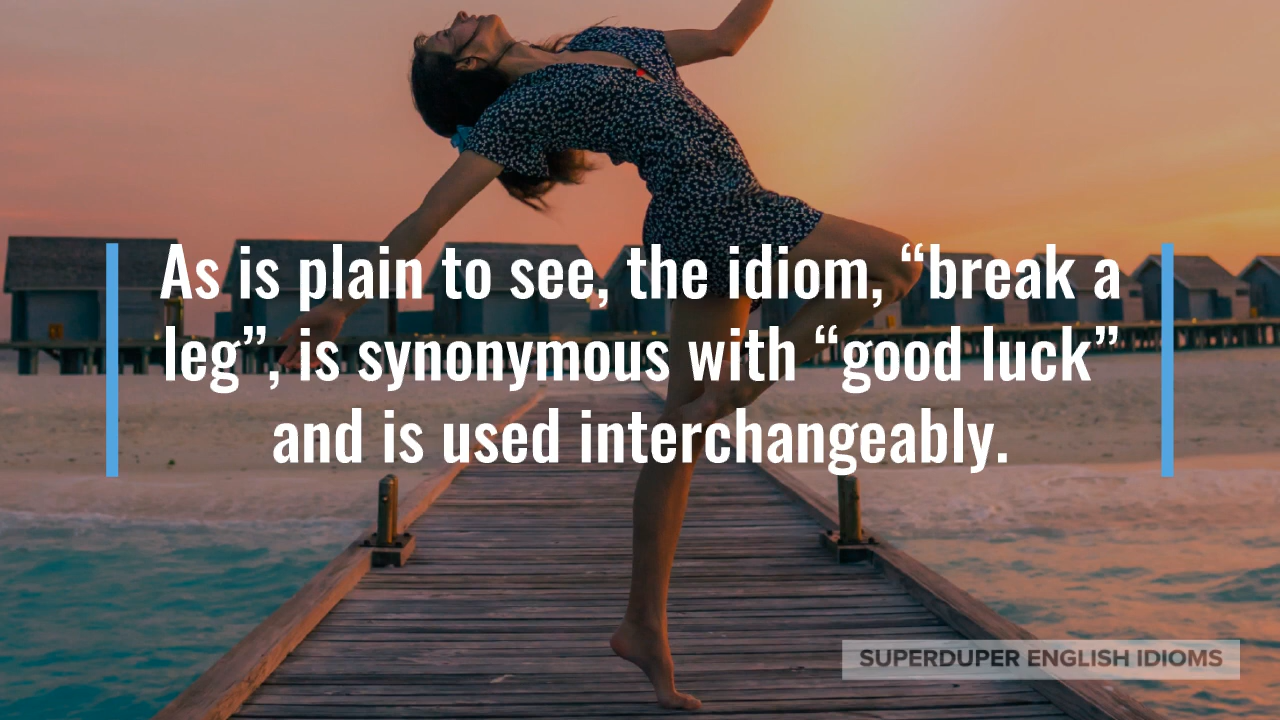 As is plain to see, the idiom, “break a
leg”, is synonymous with “good luck”
and is used interchangeably.
SUPERDUPER ENGLISH IDIOMS